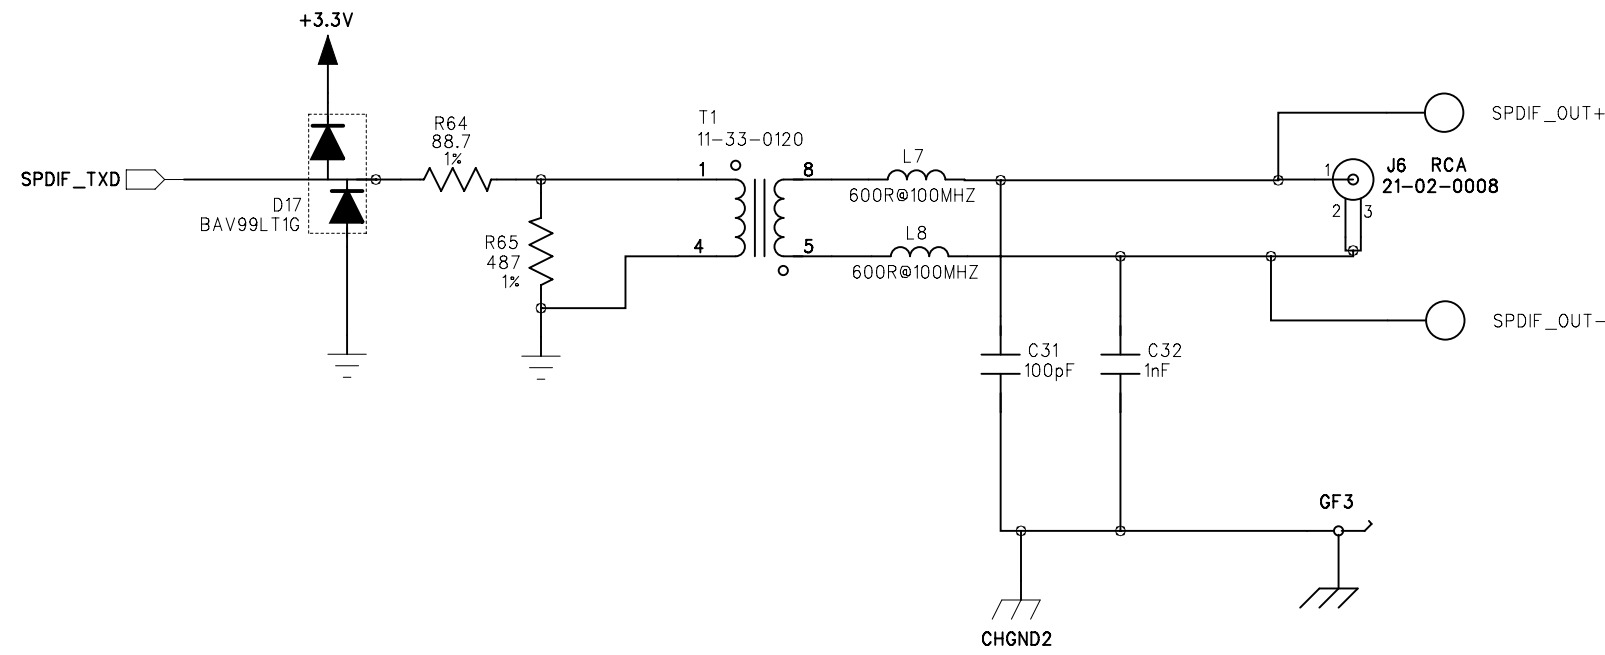 +3.3V
SPDIF_TXD
D17
BAV99LT1G
R64
88.7
1%
R65
487
1%
T1
11-33-0120
1
4
8
5
L7
600R@100MHZ
L8
600R@100MHZ
SPDIF_OUT+
J6 RCA
21-02-0008
1
2
3
SPDIF_OUT-
C31
100pF
C32
1nF
GF3
CHGND2